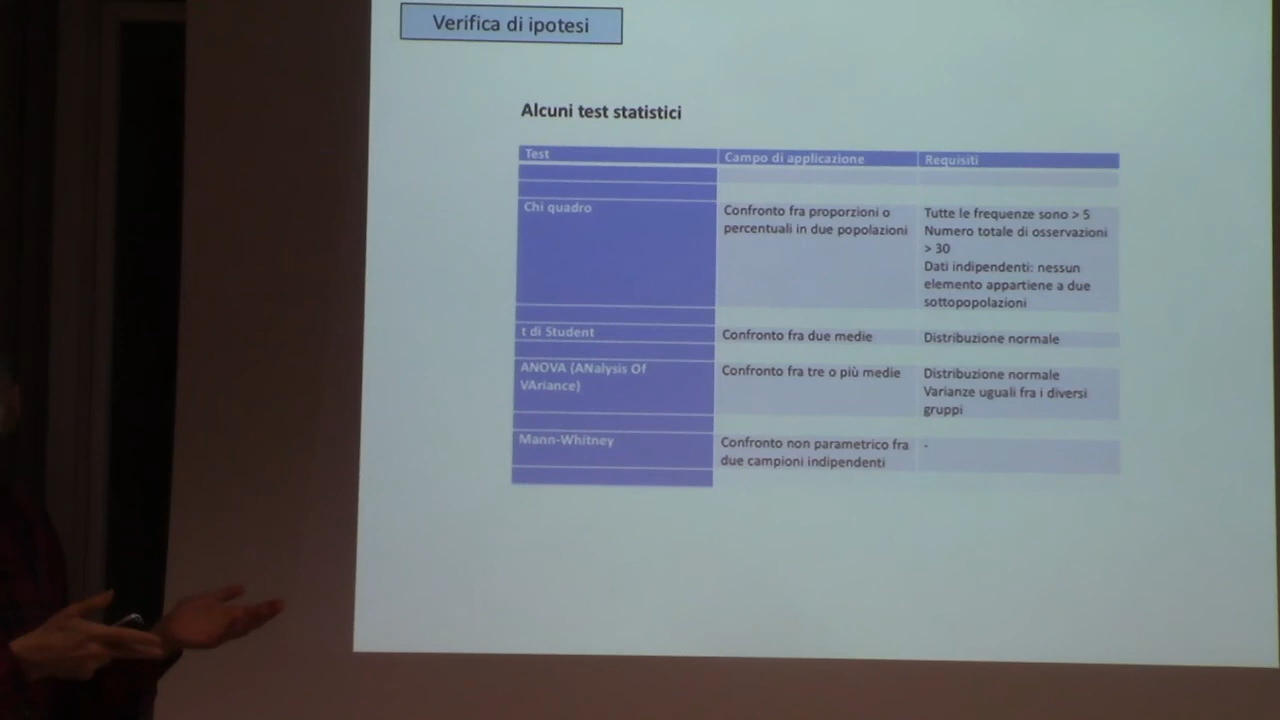 Verifica di ipotesi
Alcuni test statistici
Test Campo di applicazione Requisiti
Chi quadro Confronto fra proporzioni o Tutte le frequenze sono > 5
percentuali in due popolazioni Numero totale di osservazioni
> 30
Dati indipendenti: nessun
elemento appartiene a due
sottopopolazioni
t di Student Confronto fra due medie Distribuzione normale
ANOVA (ANalysis Of Confronto fra tre o più medie Distribuzione normale
VAriance) Varianze uguali fra i diversi
gruppi
Mann-Whitney Confronto non parametrico fra -
due campioni indipendenti